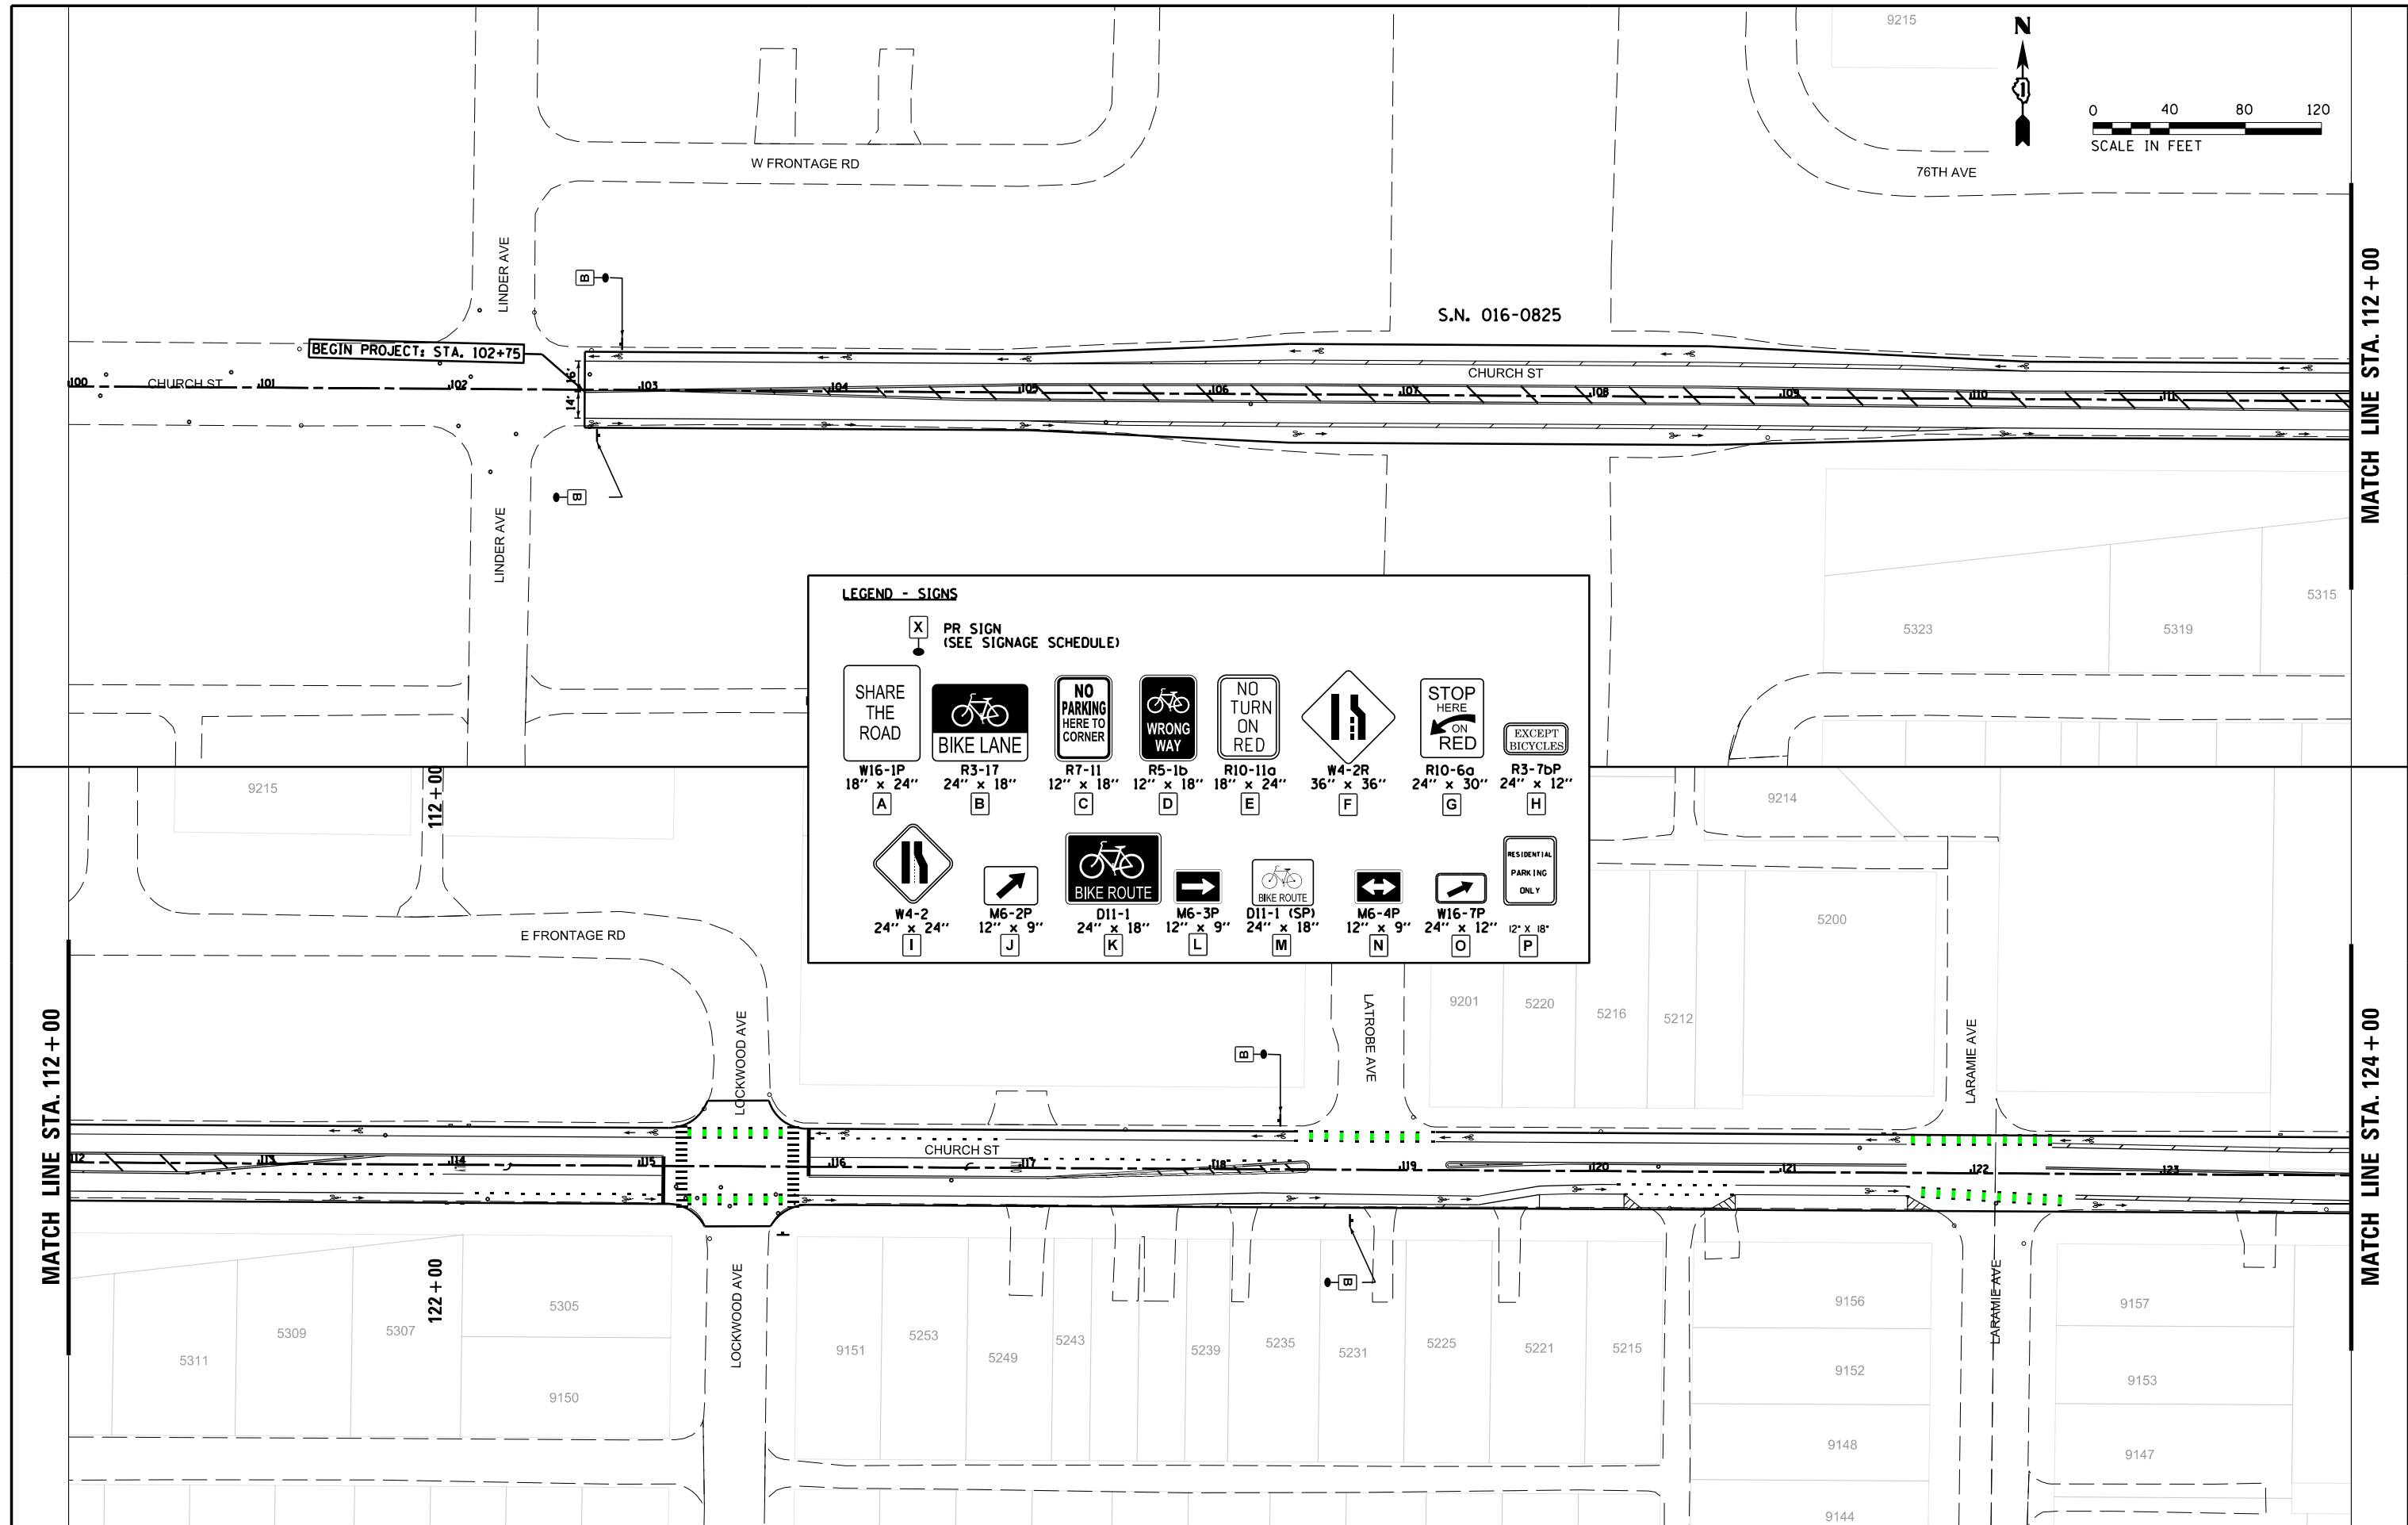 9215
N
1
0 40 80 120
SCALE IN FEET
W FRONTAGE RD
76TH AVE
LINDER AVE
B
S.N. 016-0825
MATCH LINE STA. 112+00
BEGIN PROJECT: STA. 102+75
16'
14'
CHURCH ST
CHURCH ST
100 101 102 103 104 105 106 107 108 109 110 111
B
LINDER AVE
5323
5319
5315
LEGEND - SIGNS
X
PR SIGN
(SEE SIGNAGE SCHEDULE)
SHARE
THE
ROAD
W16-1P
18" x 24"
A
BIKE LANE
R3-17
24" x 18"
B
NO
PARKING
HERE TO
CORNER
R7-11
12" x 18"
C
WRONG
WAY
R5-1b
12" x 18"
D
NO
TURN
ON
RED
R10-11a
18" x 24"
E
W4-2R
36" x 36"
F
STOP
HERE
ON
RED
R10-6a
24" x 30"
G
EXCEPT
BICYCLES
R3-7bP
24" x 12"
H
W4-2
24" x 24"
I
M6-2P
12" x 9"
J
BIKE ROUTE
D11-1
24" x 18"
K
M6-3P
12" x 9"
L
BIKE ROUTE
D11-1 (SP)
24" x 18"
M
M6-4P
12" x 9"
N
W16-7P
24" x 12"
O
RESIDENTIAL
PARKING
ONLY
12" X 18"
P
9215
112+00
9214
E FRONTAGE RD
5200
LOCKWOOD AVE
LATROBE AVE
9201
5220
5216
5212
LARAMIE AVE
B
MATCH LINE STA. 112+00
MATCH LINE STA. 124+00
CHURCH ST
12 113 114 115 116 117 118 119 120 121 122 123
B
122+00
LOCKWOOD AVE
LARAMIE AVE
5311
5309
5307
5305
9150
9151
5253
5249
5243
5239
5235
5231
5225
5221
5215
9156
9152
9148
9144
9157
9153
9147